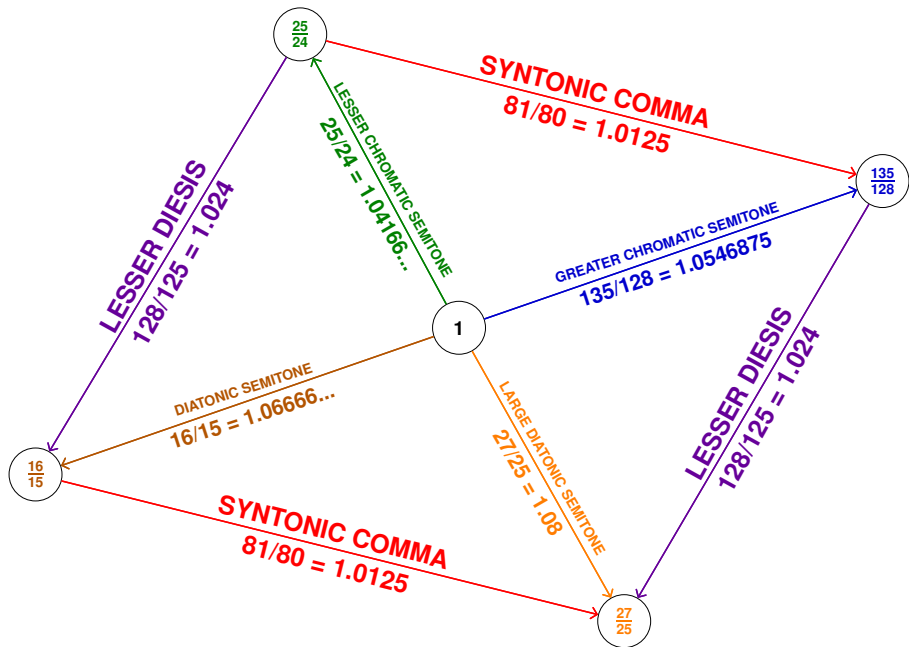 25
24
SYNTONIC COMMA
81/80 = 1.0125
LESSER CHROMATIC SEMITONE
25/24 = 1.04166...
135
128
LESSER DIESIS
128/125 = 1.024
GREATER CHROMATIC SEMITONE
135/128 = 1.0546875
1
DIATONIC SEMITONE
16/15 = 1.06666...
LARGE DIATONIC SEMITONE
27/25 = 1.08
LESSER DIESIS
128/125 = 1.024
16
15
SYNTONIC COMMA
81/80 = 1.0125
27
25